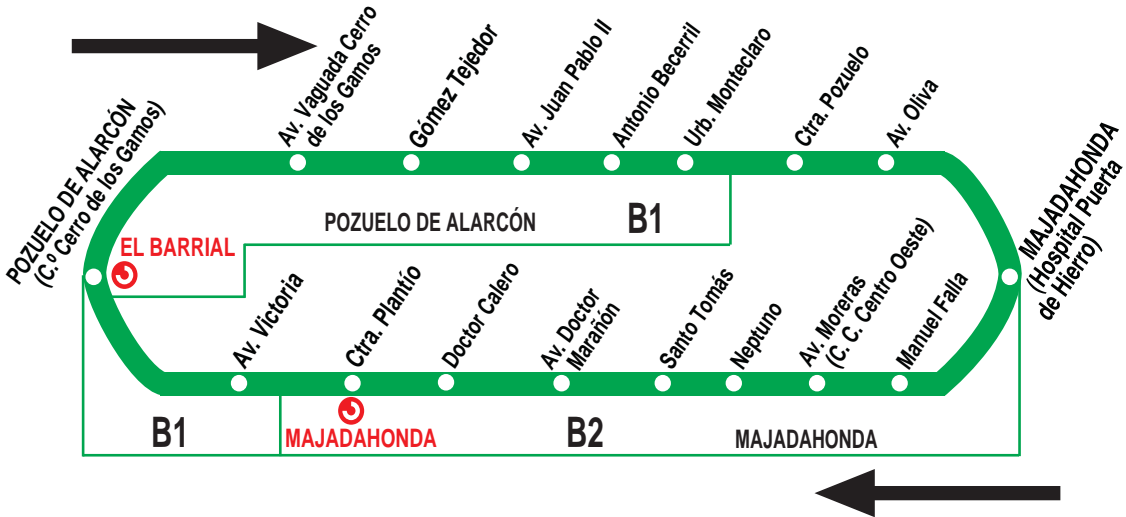 Av. Vaguada Cerro
de los Gamos
Gómez Tejedor
Av. Juan Pablo II
Antonio Becerril
Urb. Monteclaro
Ctra. Pozuelo
Av. Oliva
POZUELO DE ALARCÓN
(C.º Cerro de los Gamos)
MAJADAHONDA
(Hospital Puerta
de Hierro)
POZUELO DE ALARCÓN
B1
EL BARRIAL
Av. Victoria
Ctra. Plantío
Doctor Calero
Av. Doctor
Marañón
Santo Tomás
Neptuno
Av. Moreras
(C. C. Centro Oeste)
Manuel Falla
B1
MAJADAHONDA
B2
MAJADAHONDA